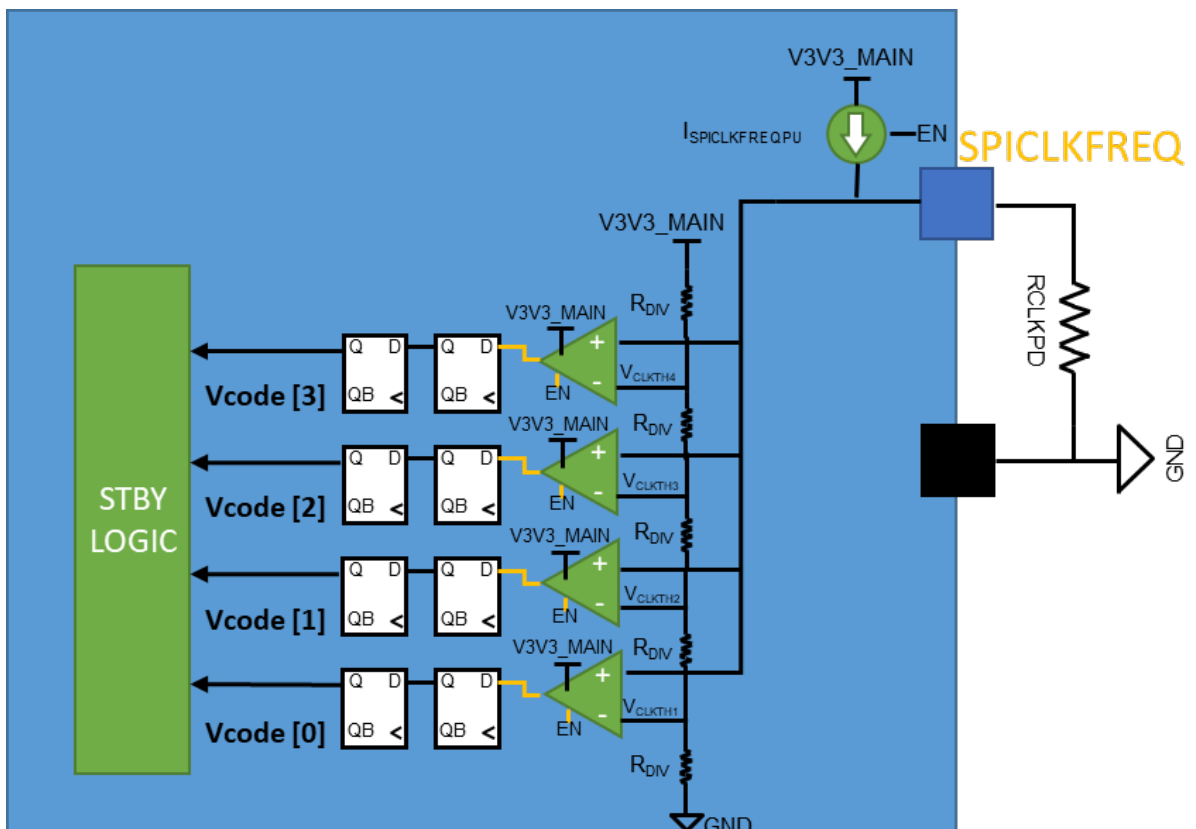 V3V3_MAIN
I SPICLKFREQPU
EN
SPICLKFREQ
V3V3_MAIN
RDIV
V3V3_MAIN
+
-
VCLKTH4
EN
Q D Q D
QB < QB <
Vcode [3]
RCLKPD
RDIV
V3V3_MAIN
+
-
VCLKTH3
EN
Q D Q D
QB < QB <
Vcode [2]
GND
STBY
LOGIC
RDIV
V3V3_MAIN
+
-
VCLKTH2
EN
Q D Q D
QB < QB <
Vcode [1]
RDIV
V3V3_MAIN
+
-
VCLKTH1
EN
Q D Q D
QB < QB <
Vcode [0]
RDIV
GND